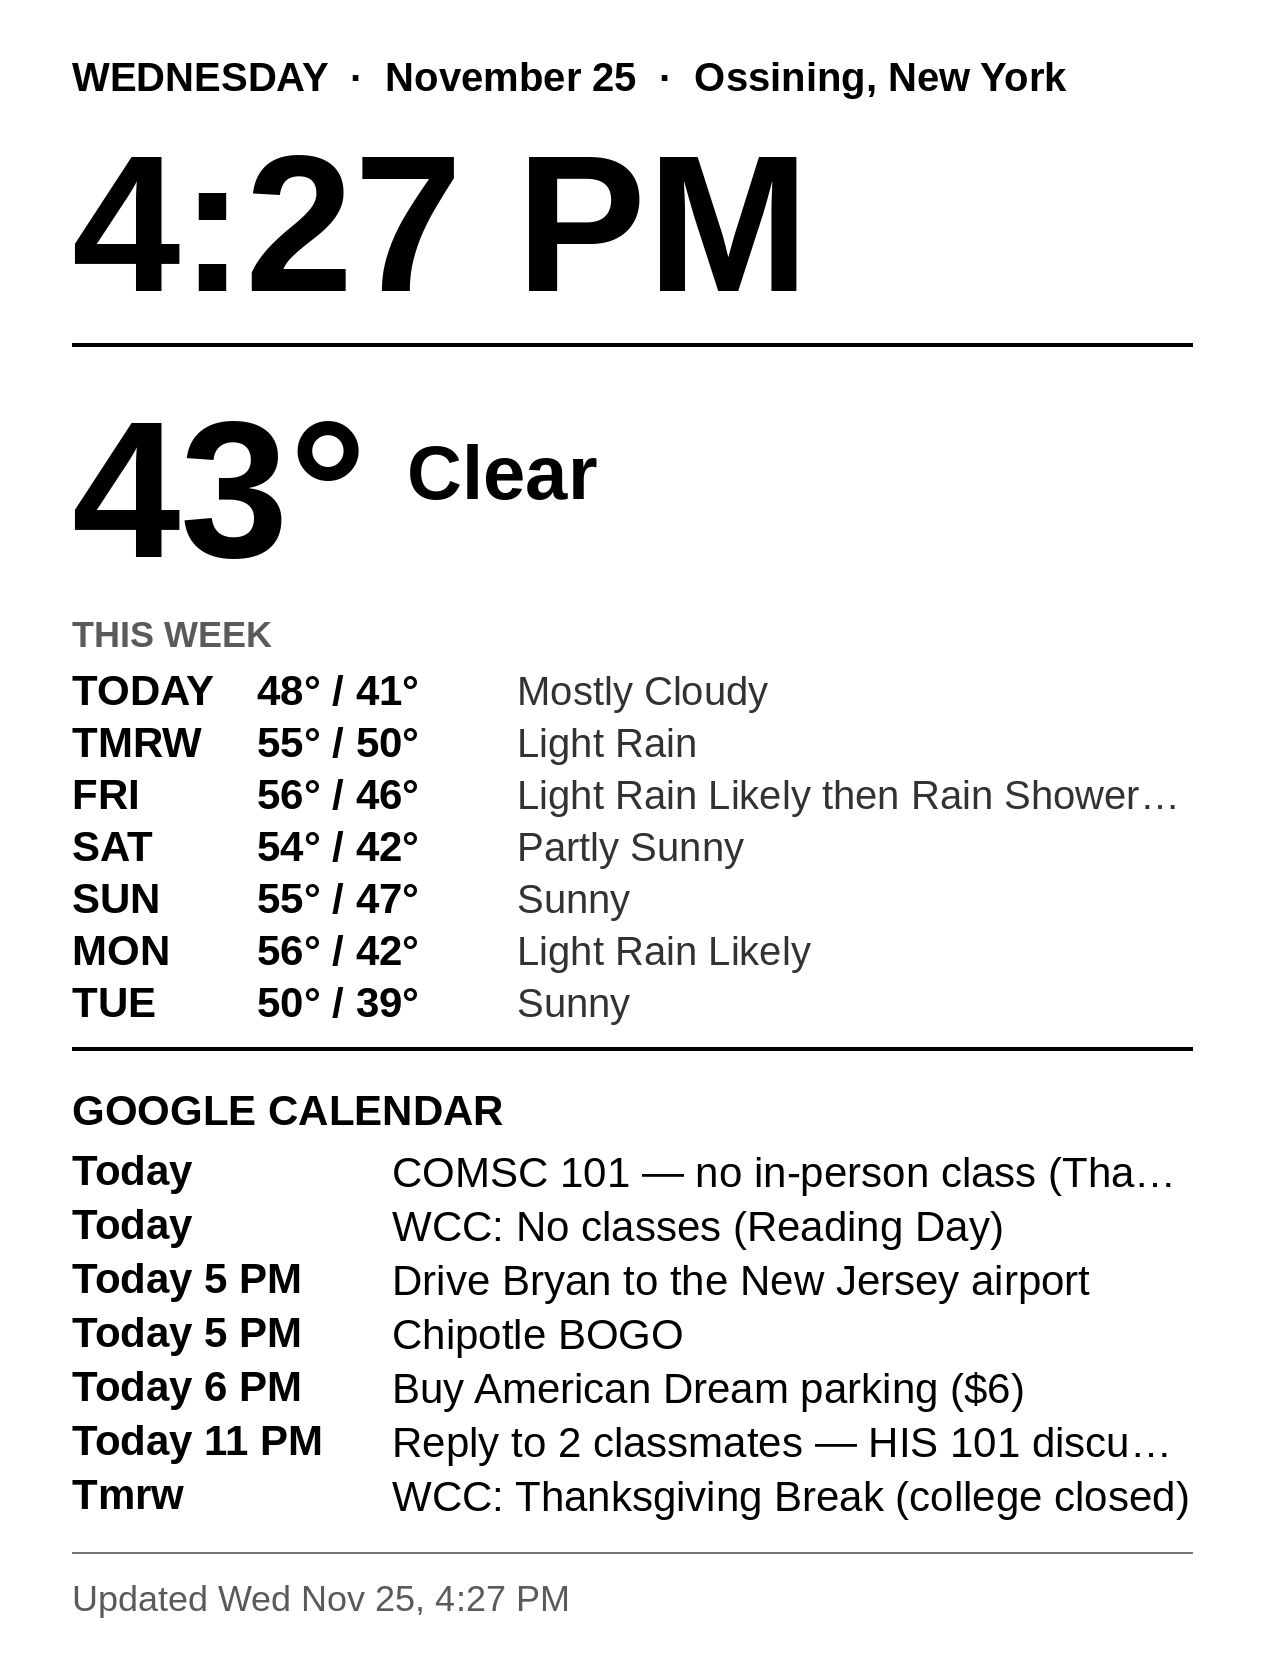 WEDNESDAY · November 25 · Ossining, New York
4:27 PM
43° Clear
THIS WEEK
TODAY 48° / 41° Mostly Cloudy
TMRW 55° / 50° Light Rain
FRI 56° / 46° Light Rain Likely then Rain Shower…
SAT 54° / 42° Partly Sunny
SUN 55° / 47° Sunny
MON 56° / 42° Light Rain Likely
TUE 50° / 39° Sunny
GOOGLE CALENDAR
Today COMSC 101 — no in-person class (Tha…
Today WCC: No classes (Reading Day)
Today 5 PM Drive Bryan to the New Jersey airport
Today 5 PM Chipotle BOGO
Today 6 PM Buy American Dream parking ($6)
Today 11 PM Reply to 2 classmates — HIS 101 discu…
Tmrw WCC: Thanksgiving Break (college closed)
Updated Wed Nov 25, 4:27 PM